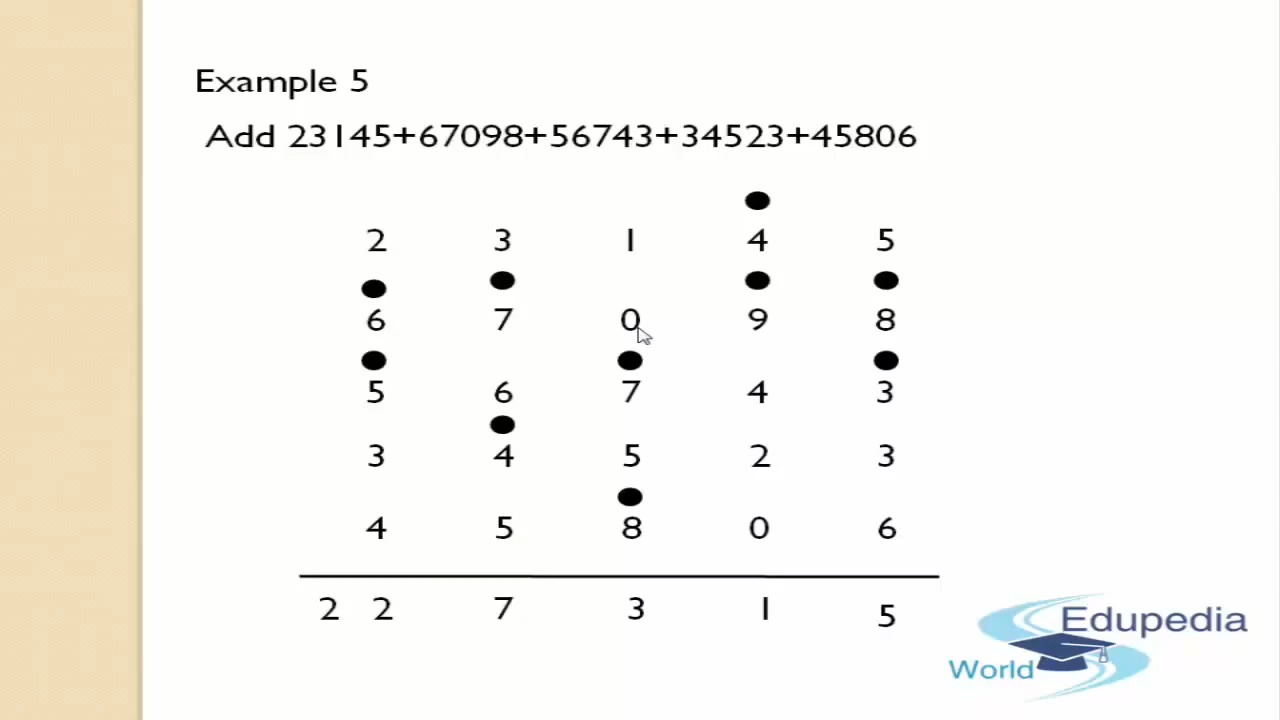 Example 5
Add 23145+67098+56743+34523+45806
2 3 1 4 5
6 7 0 9 8
5 6 7 4 3
3 4 5 2 3
4 5 8 0 6
2 2 7 3 1 5
Edupedia
World